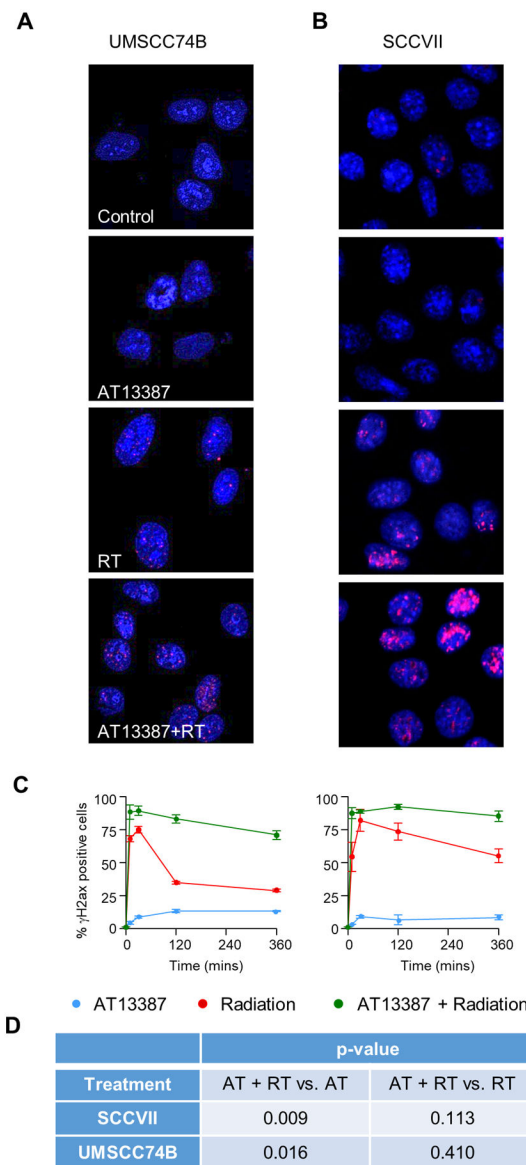 A
B
UMSCC74B
SCCVII
Control
AT13387
RT
AT13387+RT
C
% γH2ax positive cells
100
75
50
25
0
0 120 240 360
Time (mins)
100
75
50
25
0
0 120 240 360
Time (mins)
AT13387 Radiation AT13387 + Radiation
D
p-value
Treatment AT + RT vs. AT AT + RT vs. RT
SCCVII 0.009 0.113
UMSCC74B 0.016 0.410